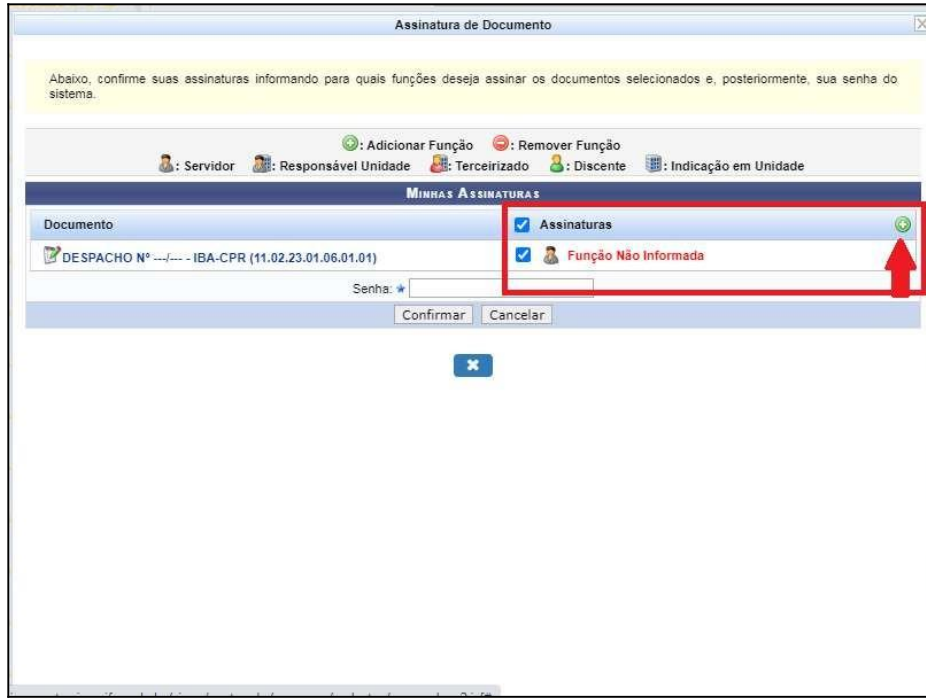 Assinatura de Documento
Abaixo, confirme suas assinaturas informando para quais funções deseja assinar os documentos selecionados e, posteriormente, sua senha do
sistema.
: Adicionar Função : Remover Função
: Servidor : Responsável Unidade : Terceirizado : Discente : Indicação em Unidade
MINHAS ASSINATURAS
Documento Assinaturas
DESPACHO Nº ---/--- - IBA-CPR (11.02.23.01.06.01.01) Função Não Informada
Senha:
Confirmar Cancelar